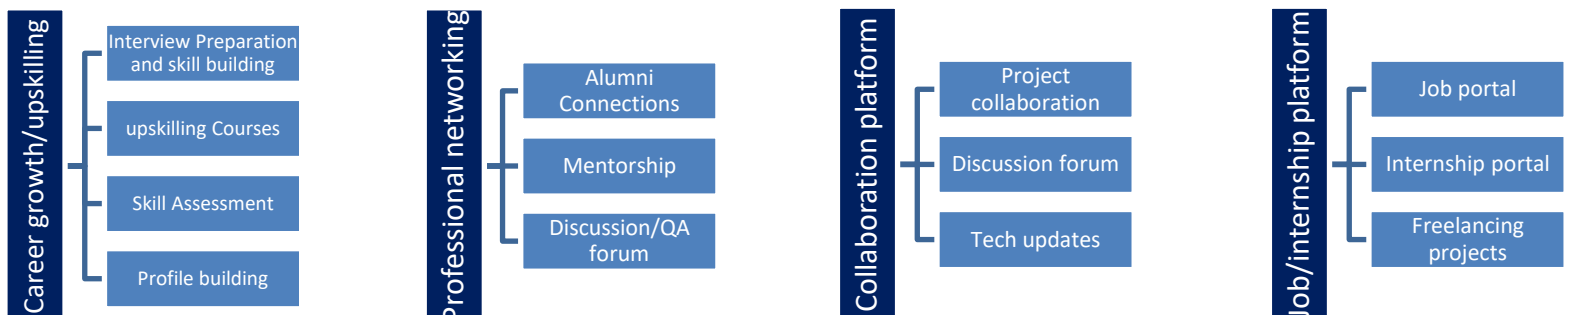 Career growth/upskilling
Interview Preparation
and skill building
upskilling Courses
Skill Assessment
Profile building
Professional networking
Alumni
Connections
Mentorship
Discussion/QA
forum
Collaboration platform
Project
collaboration
Discussion forum
Tech updates
Job/internship platform
Job portal
Internship portal
Freelancing
projects